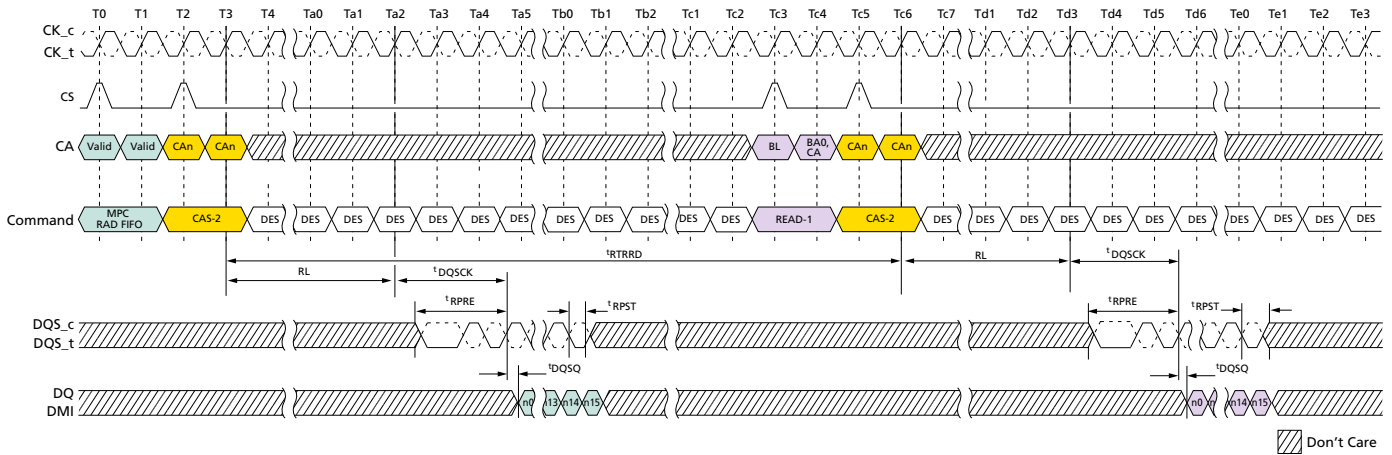 T0 T1 T2 T3 T4 Ta0 Ta1 Ta2 Ta3 Ta4 Ta5 Tb0 Tb1 Tb2 Tc1 Tc2 Tc3 Tc4 Tc5 Tc6 Tc7 Td1 Td2 Td3 Td4 Td5 Td6 Te0 Te1 Te2 Te3
CK_c
CK_t
CS
CA Valid Valid CAn CAn BL BA0, CA CAn CAn
Command MPC RAD FIFO CAS-2 DES DES DES DES DES DES DES DES DES DES DES DES READ-1 CAS-2 DES DES DES DES DES DES DES DES DES DES DES
tRTRRD
RL tDQSCK RL tDQSCK
tRPRE tRPST tRPRE tRPST
DQS_c
DQS_t
tDQSQ tDQSQ
DQ
DMI
n0 n13 n14 n15 n0 n n14 n15
Don't Care